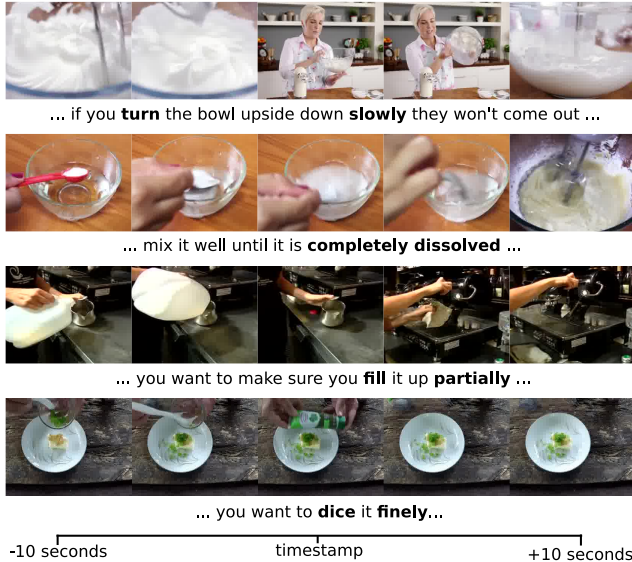 ... if you turn the bowl upside down slowly they won't come out ...
... mix it well until it is completely dissolved ...
... you want to make sure you fill it up partially ...
... you want to dice it finely...
-10 seconds timestamp +10 seconds